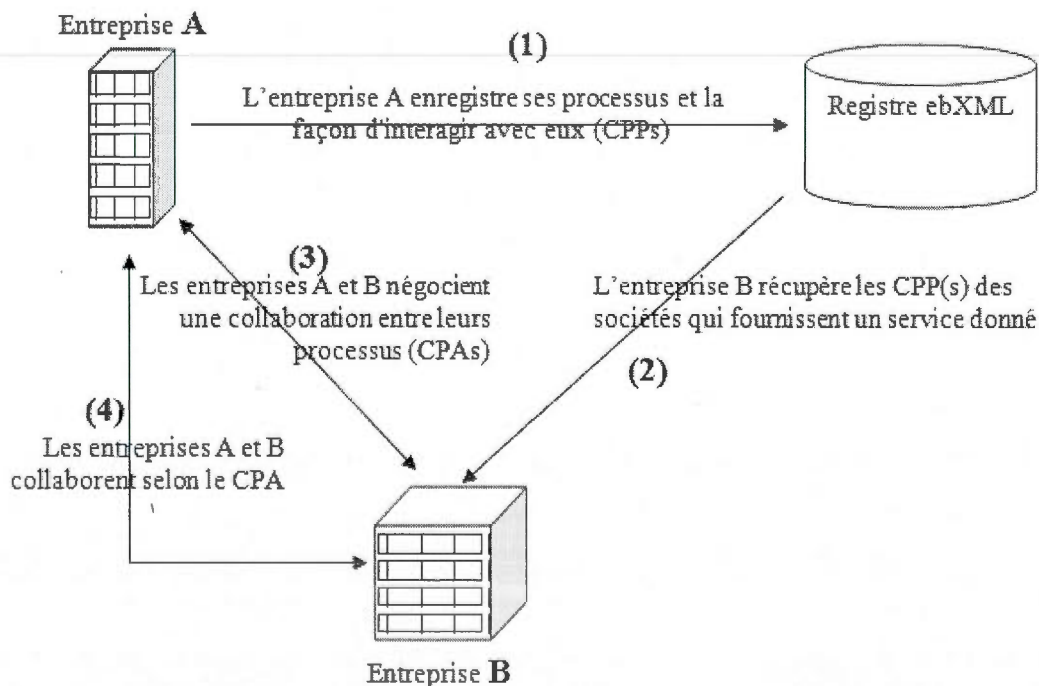 Entreprise A
(1)
L'entreprise A enregistre ses processus et la
façon d'interagir avec eux (CPPs)
Registre ebXML
(3)
Les entreprises A et B négocient
une collaboration entre leurs
processus (CPAs)
L'entreprise B récupère les CPP(s) des
sociétés qui fournissent un service donné
(2)
(4)
Les entreprises A et B
collaborent selon le CPA
Entreprise B